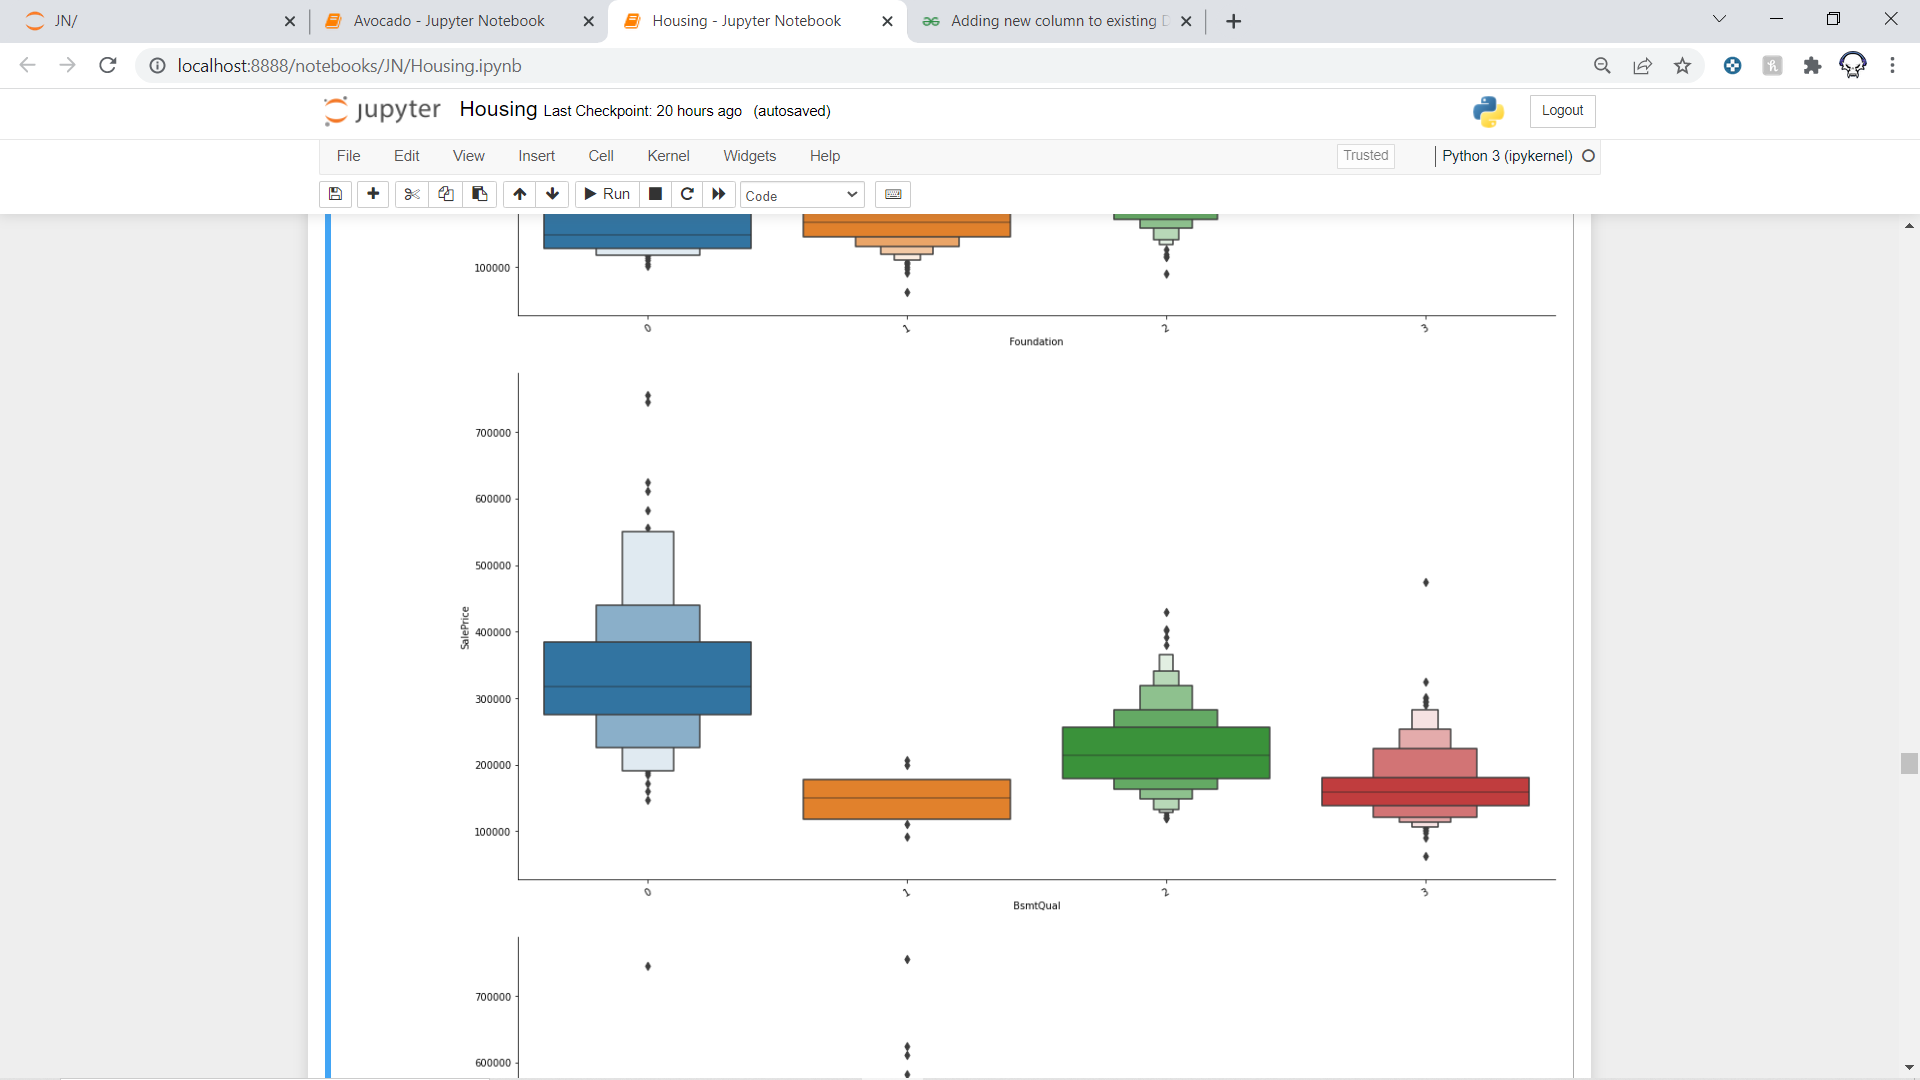 JN/
Avocado - Jupyter Notebook
Housing - Jupyter Notebook
Adding new column to existing D
localhost:8888/notebooks/JN/Housing.ipynb
jupyter Housing Last Checkpoint: 20 hours ago (autosaved)
Logout
File Edit View Insert Cell Kernel Widgets Help
Trusted
Python 3 (ipykernel)
Run
Code
100000
0 1 2 3
Foundation
700000
600000
500000
400000
300000
200000
100000
SalePrice
0 1 2 3
BsmtQual
700000
600000